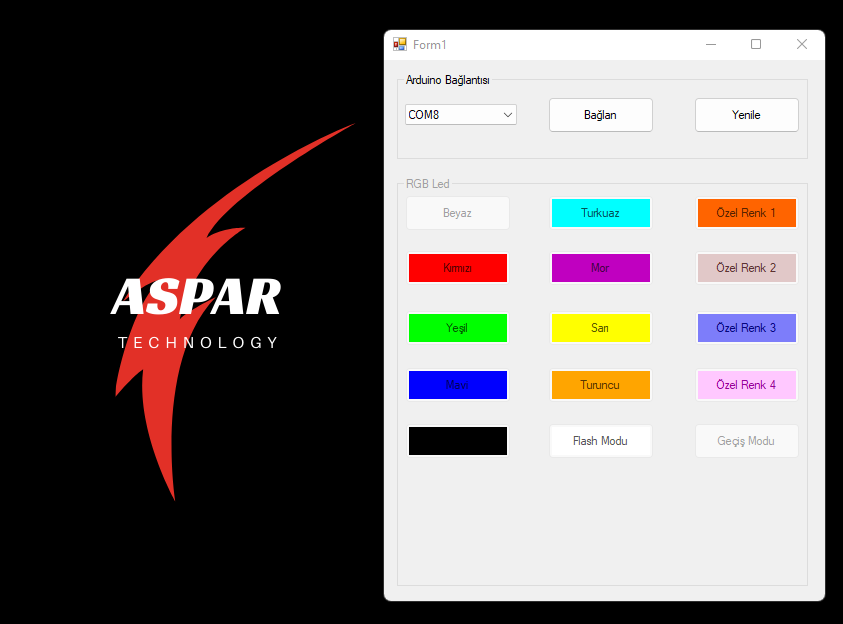 ASPAR
TECHNOLOGY
Form1
Arduino Bağlantısı
COM8
Bağlan
Yenile
RGB Led
Beyaz
Turkuaz
Özel Renk 1
Kırmızı
Mor
Özel Renk 2
Yeşil
Sarı
Özel Renk 3
Mavi
Turuncu
Özel Renk 4
Flash Modu
Geçiş Modu